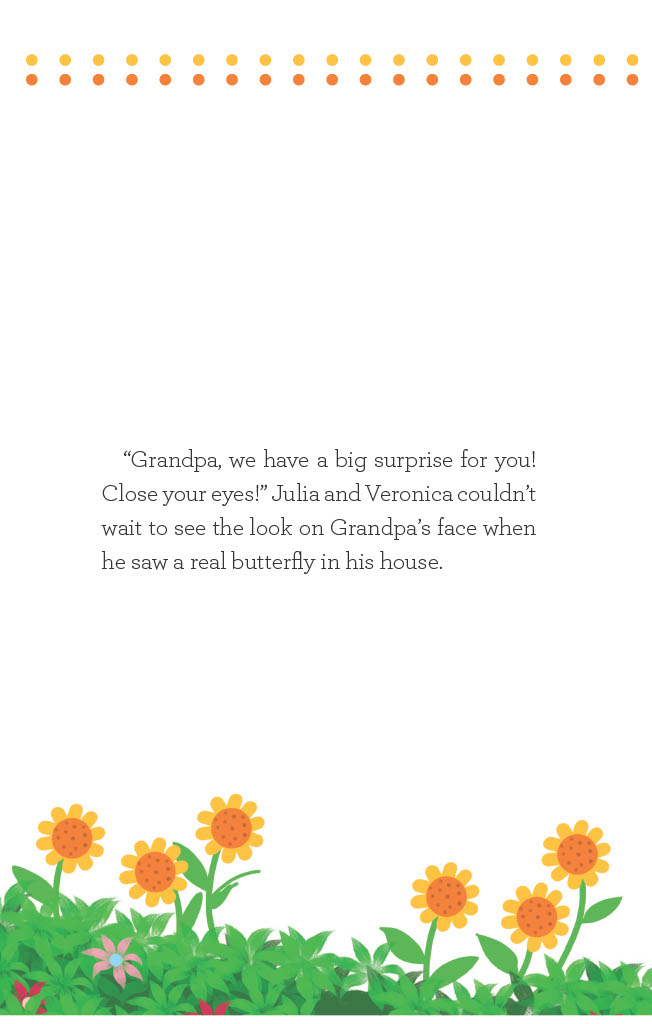 “Grandpa, we have a big surprise for you!
Close your eyes!” Julia and Veronica couldn’t
wait to see the look on Grandpa’s face when
he saw a real butterfly in his house.